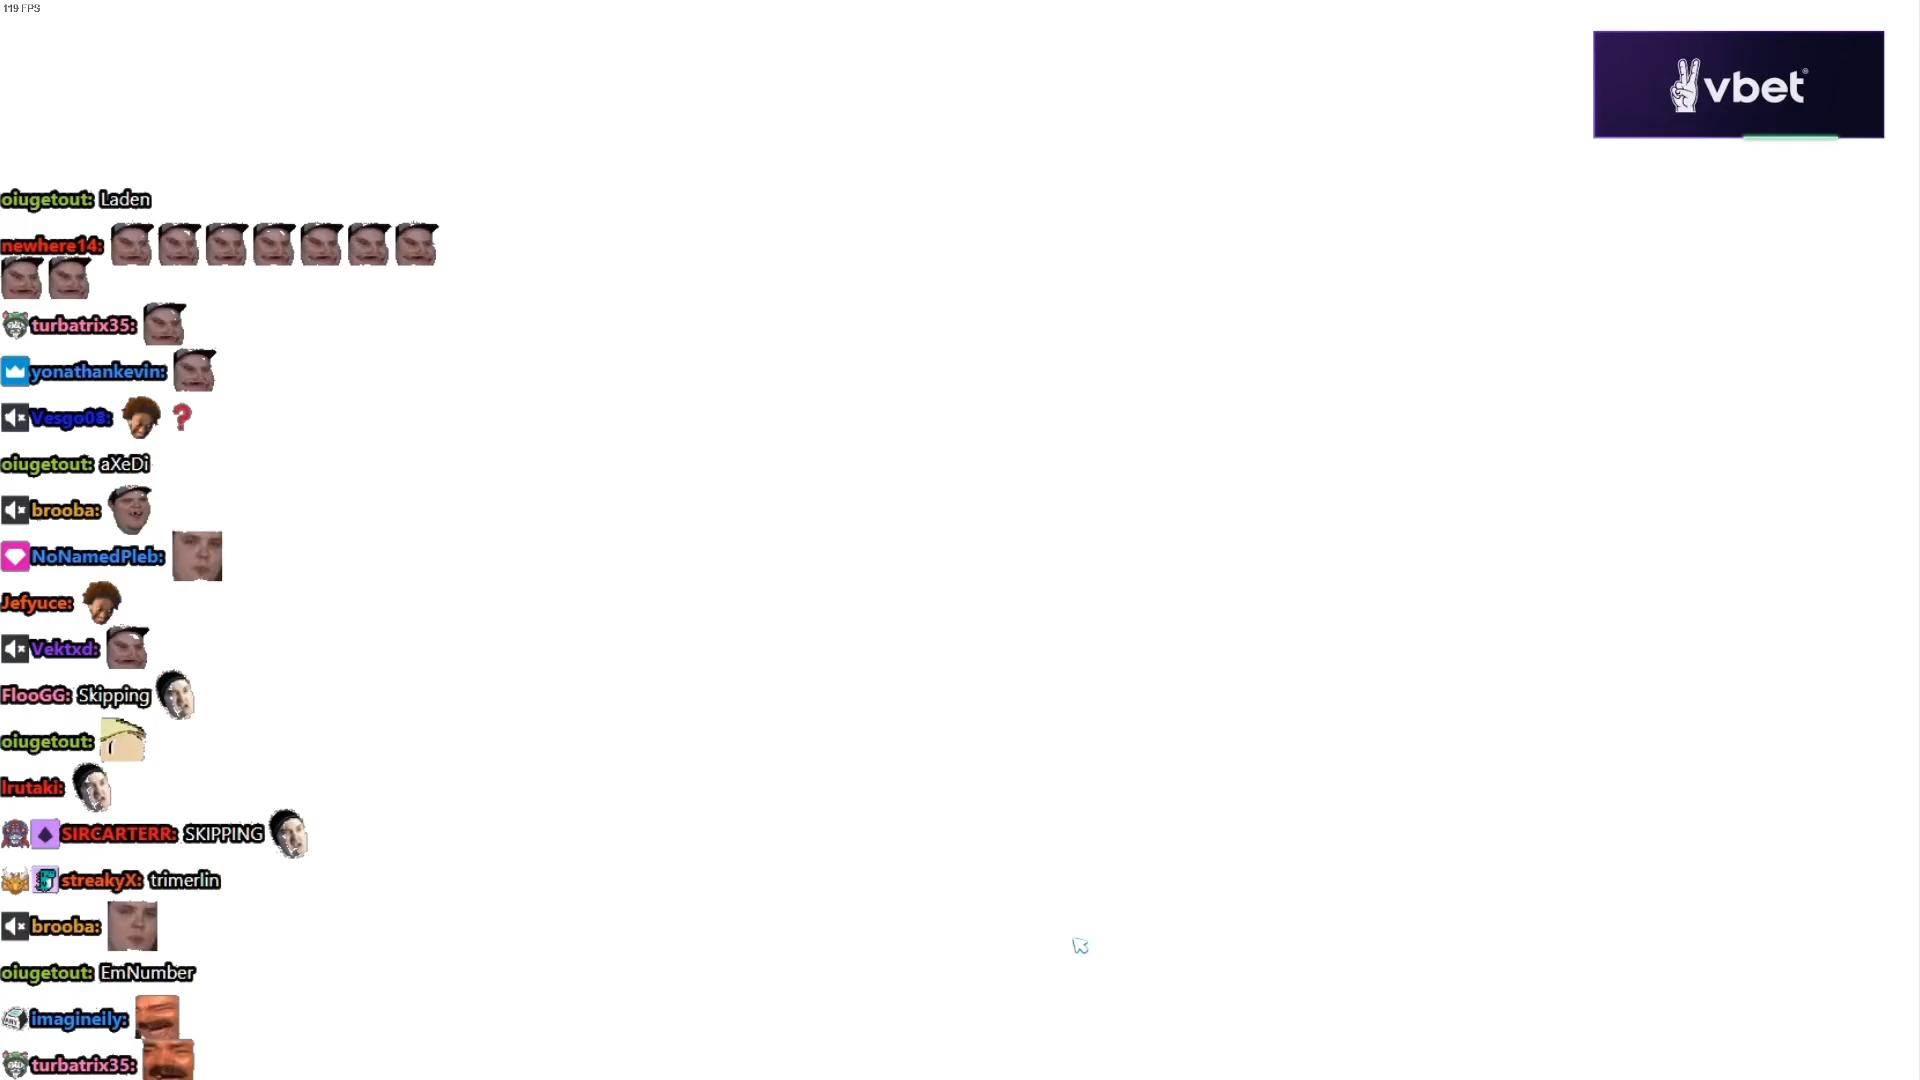 119 FPS
vbet
oiugetout: Laden
newhere14:
turbatrix35:
yonathankevin:
Vesgo08: ?
oiugetout: aXeDi
brooba:
NoNamedPleb:
Jefyuce:
Vektxd:
FlooGG: Skipping
oiugetout:
lrutaki:
SIRCARTERR: SKIPPING
streakyX: trimerlin
brooba:
oiugetout: EmNumber
imagineily:
turbatrix35: